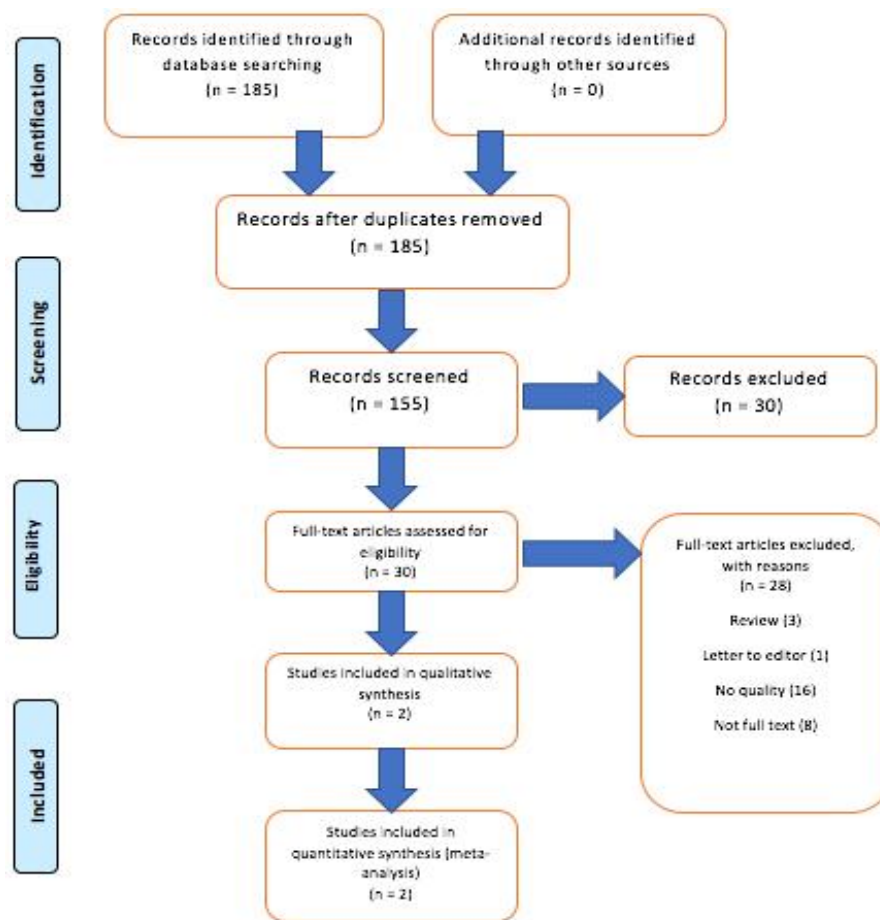 Identification
Records identified through
database searching
(n = 185)
Additional records identified
through other sources
(n = 0)
Records after duplicates removed
(n = 185)
Screening
Records screened
(n = 155)
Records excluded
(n = 30)
Eligibility
Full-text articles assessed for
eligibility
(n = 30)
Full-text articles excluded,
with reasons
(n = 28)
Review (3)
Letter to editor (1)
No quality (16)
Not full text (8)
Studies included in qualitative
synthesis
(n = 2)
Included
Studies included in
quantitative synthesis (meta-
analysis)
(n = 2)